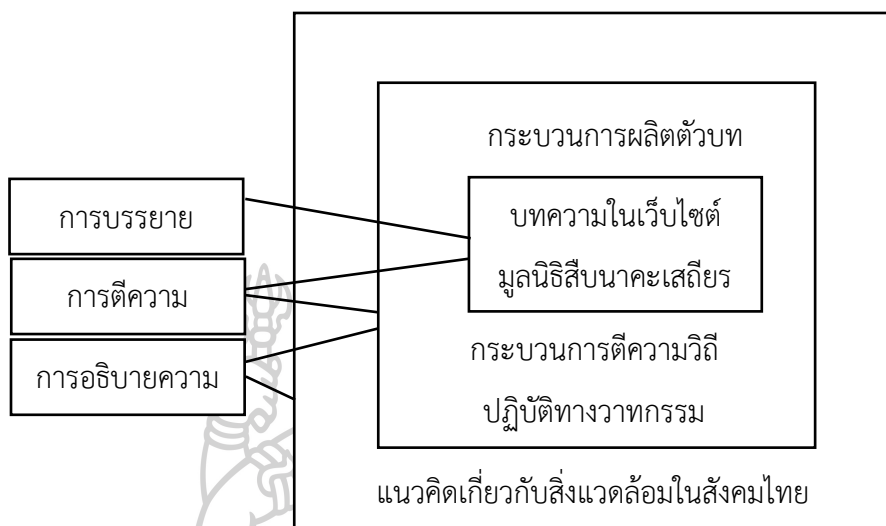 กระบวนการผลิตตัวบท
การบรรยาย
บทความในเว็บไซต์
มูลนิธิสืบนาคะเสถียร
การตีความ
กระบวนการตีความวิถี
การอธิบายความ
ปฏิบัติทางวาทกรรม
แนวคิดเกี่ยวกับสิ่งแวดล้อมในสังคมไทย